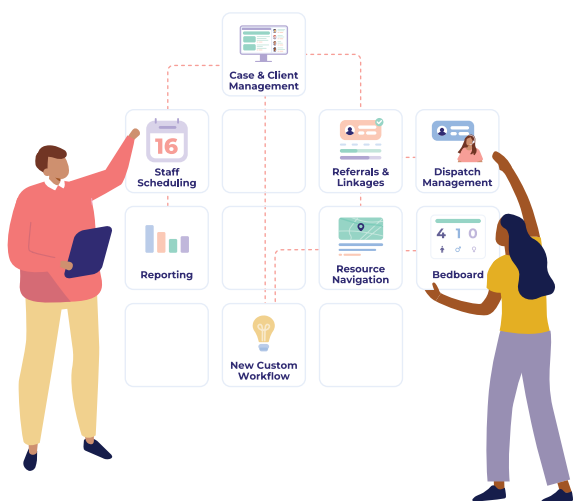 Case & Client
Management
16
Staff
Scheduling
Referrals &
Linkages
Dispatch
Management
Reporting
Resource
Navigation
4 1 0
Bedboard
New Custom
Workflow